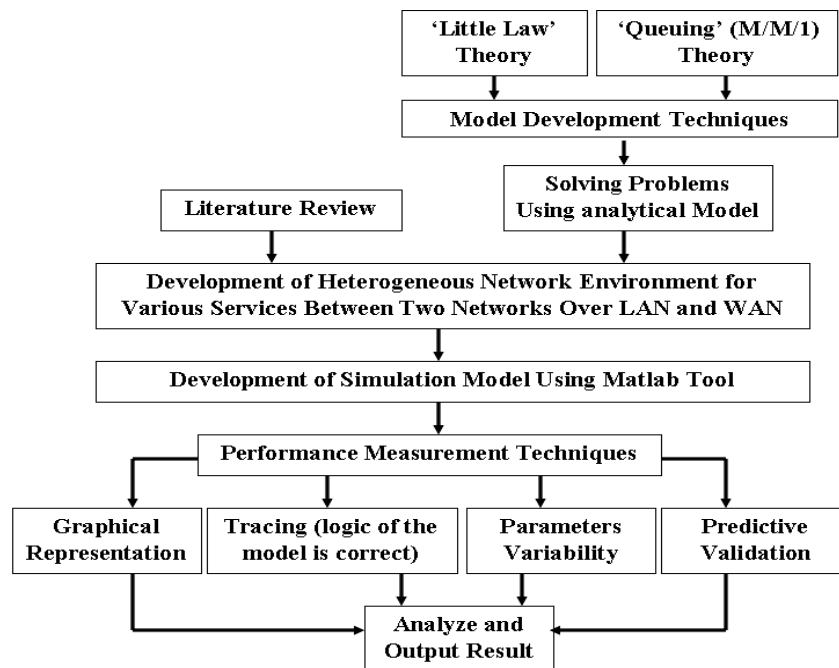 ‘Little Law’
Theory
‘Queuing’ (M/M/1)
Theory
Model Development Techniques
Solving Problems
Using analytical Model
Literature Review
Development of Heterogeneous Network Environment for
Various Services Between Two Networks Over LAN and WAN
Development of Simulation Model Using Matlab Tool
Performance Measurement Techniques
Graphical
Representation
Tracing (logic of the
model is correct)
Parameters
Variability
Predictive
Validation
Analyze and
Output Result